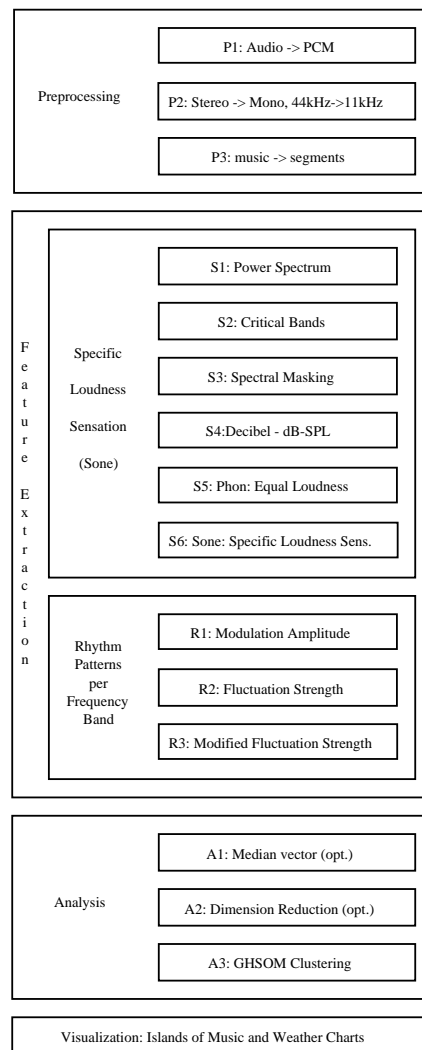 Preprocessing
P1: Audio -> PCM
P2: Stereo -> Mono, 44kHz->11kHz
P3: music -> segments
Feature Extraction
Specific
Loudness
Sensation
(Sone)
S1: Power Spectrum
S2: Critical Bands
S3: Spectral Masking
S4:Decibel - dB-SPL
S5: Phon: Equal Loudness
S6: Sone: Specific Loudness Sens.
Rhythm
Patterns
per
Frequency
Band
R1: Modulation Amplitude
R2: Fluctuation Strength
R3: Modified Fluctuation Strength
Analysis
A1: Median vector (opt.)
A2: Dimension Reduction (opt.)
A3: GHSOM Clustering
Visualization: Islands of Music and Weather Charts